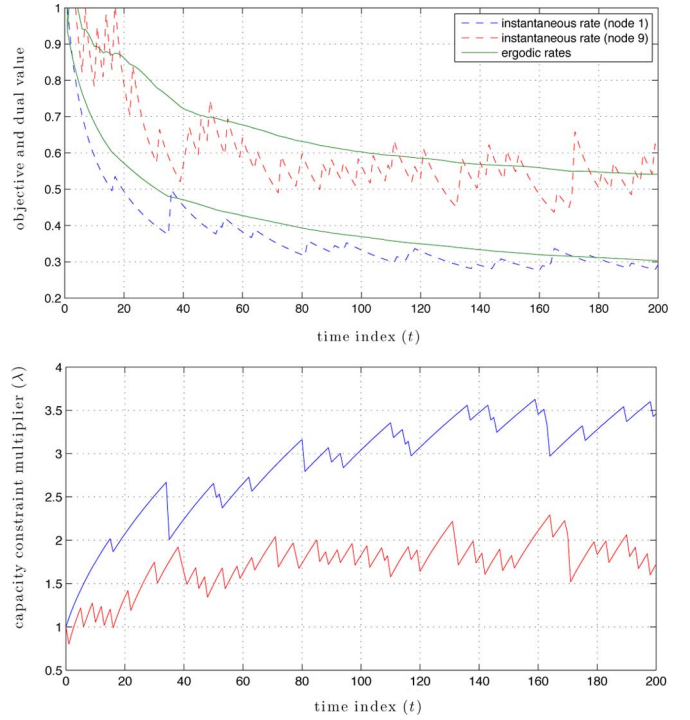 1
0.9
0.8
0.7
0.6
0.5
0.4
0.3
0.2
objective and dual value
instantaneous rate (node 1)
instantaneous rate (node 9)
ergodic rates
0 20 40 60 80 100 120 140 160 180 200
time index (t)
4
3.5
3
2.5
2
1.5
1
0.5
capacity constraint multiplier (λ)
0 20 40 60 80 100 120 140 160 180 200
time index (t)